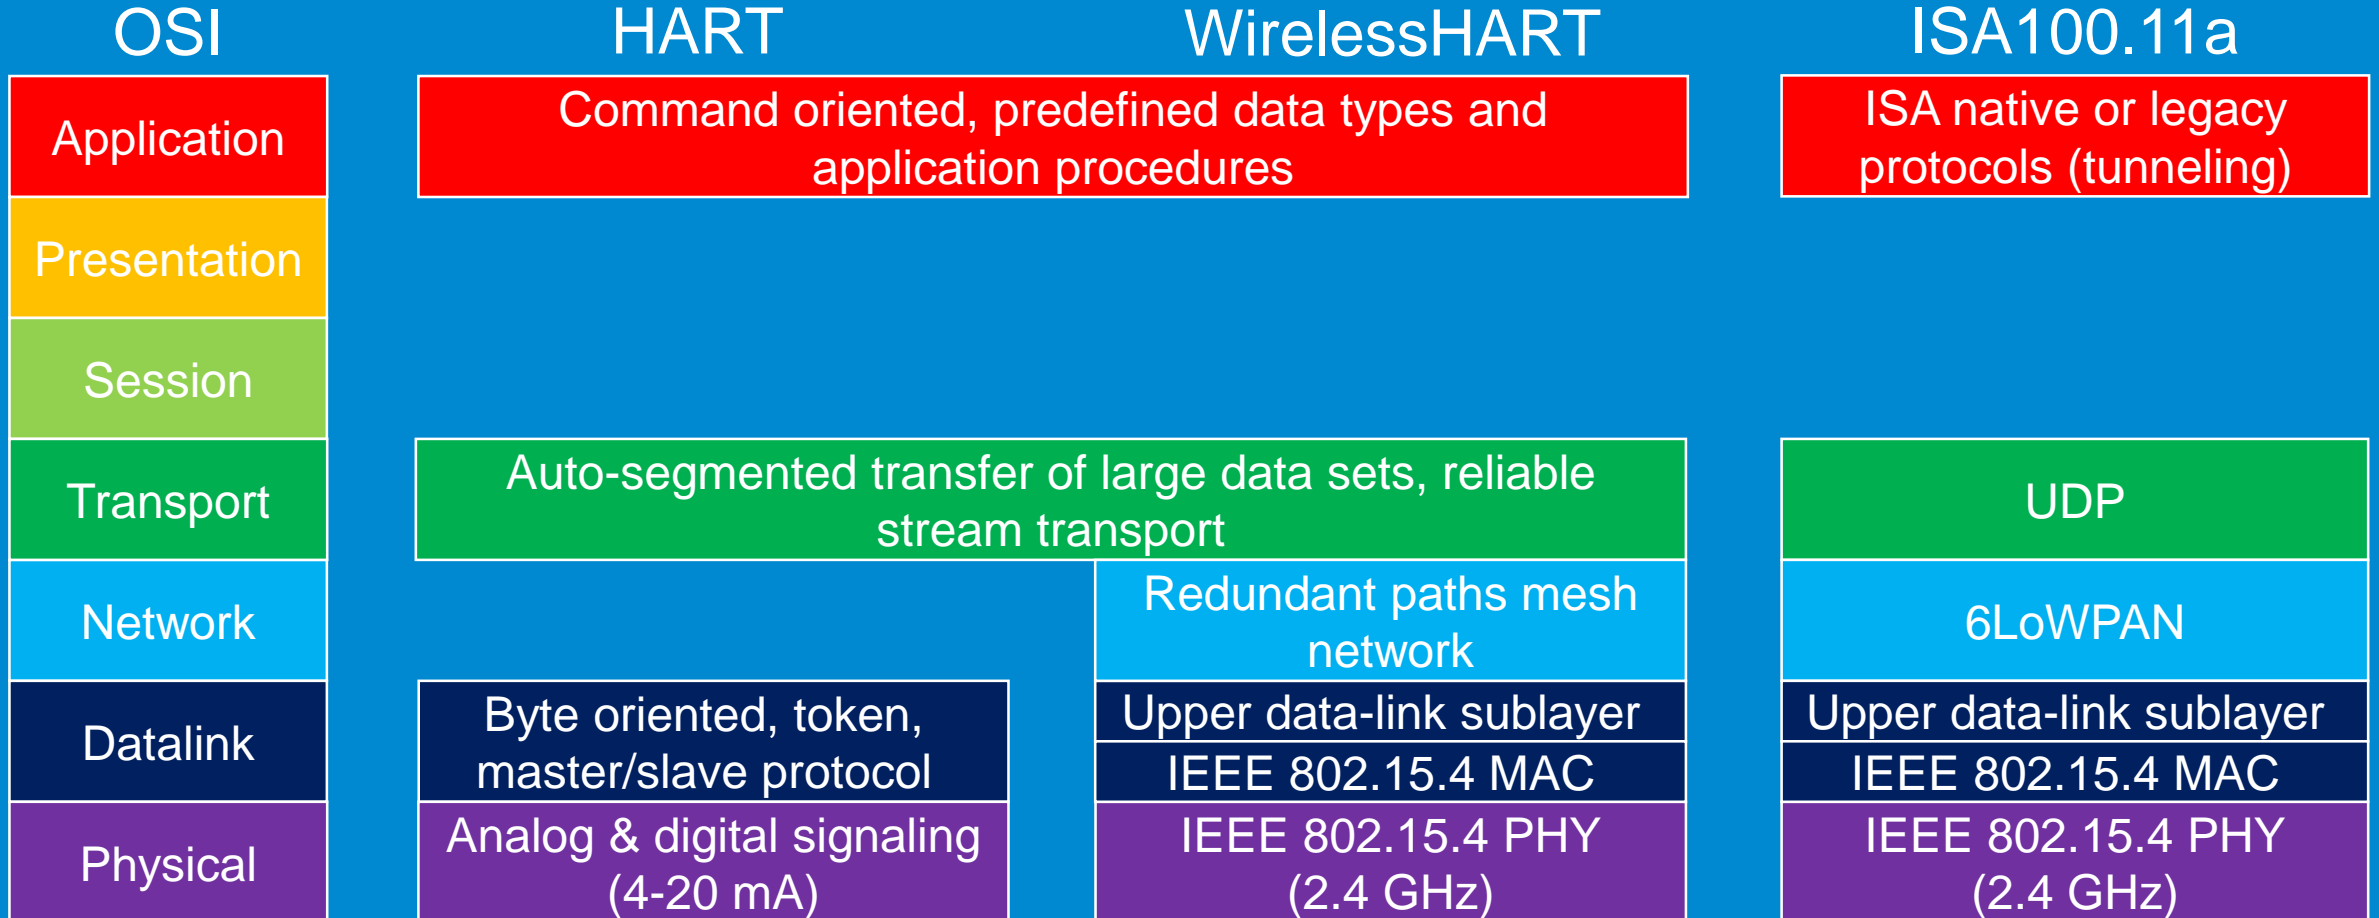 OSI
HART
WirelessHART
ISA100.11a
Application
Command oriented, predefined data types and
application procedures
ISA native or legacy
protocols (tunneling)
Presentation
Session
Transport
Auto-segmented transfer of large data sets, reliable
stream transport
UDP
Network
Redundant paths mesh
network
6LoWPAN
Datalink
Byte oriented, token,
master/slave protocol
Upper data-link sublayer
IEEE 802.15.4 MAC
Upper data-link sublayer
IEEE 802.15.4 MAC
Physical
Analog & digital signaling
(4-20 mA)
IEEE 802.15.4 PHY
(2.4 GHz)
IEEE 802.15.4 PHY
(2.4 GHz)